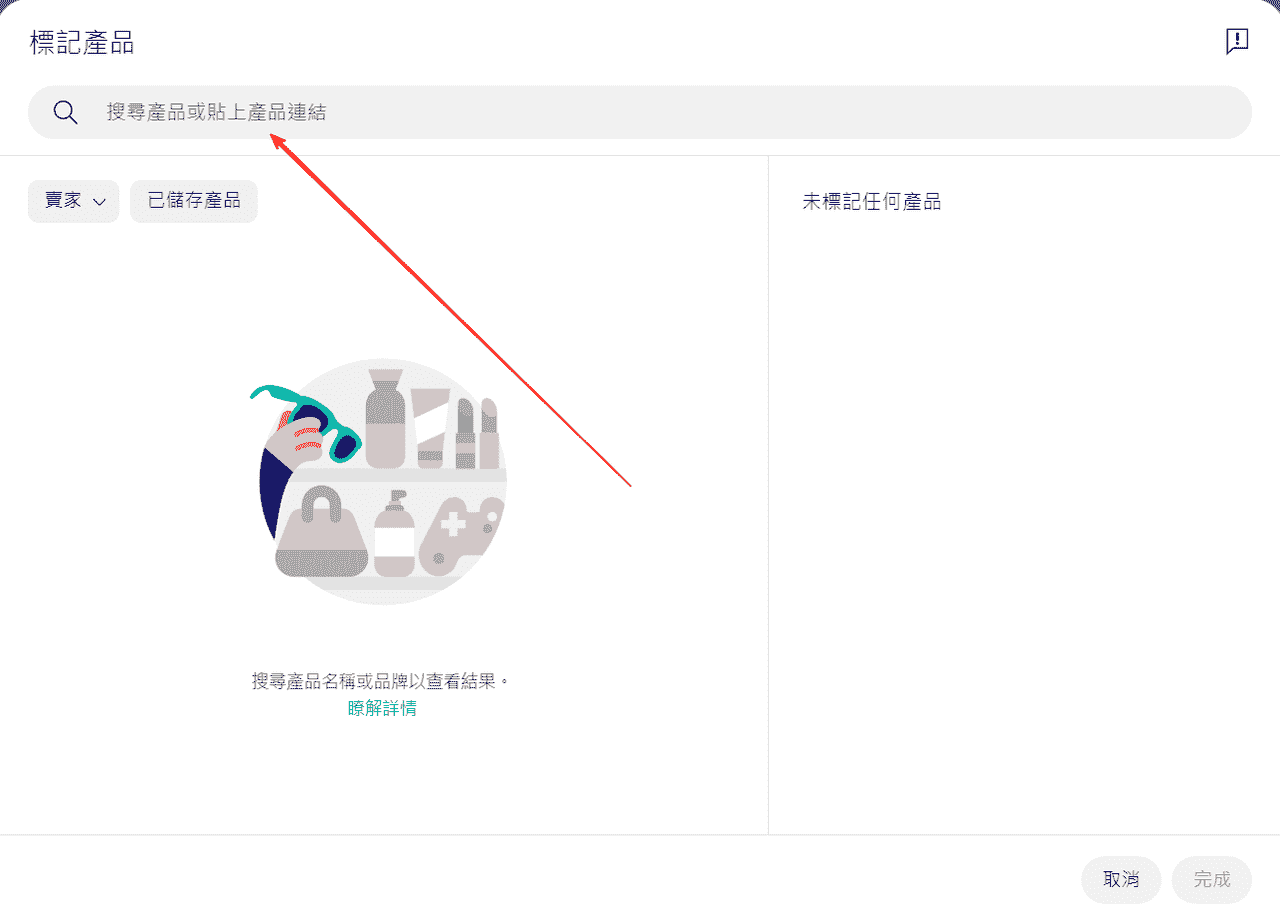 標記產品
搜尋產品或貼上產品連結
賣家
已儲存產品
未標記任何產品
搜尋產品名稱或品牌以查看結果。
瞭解詳情
取消
完成